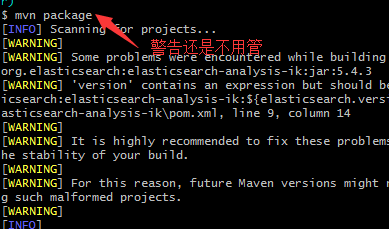 $ mvn package
[INFO] Scanning for projects...
警告还是不用管
[WARNING]
[WARNING] Some problems were encountered while building
org.elasticsearch:elasticsearch-analysis-ik:jar:5.4.3
[WARNING] 'version' contains an expression but should be
icsearch:elasticsearch-analysis-ik:${elasticsearch.vers
asticsearch-analysis-ik\pom.xml, line 9, column 14
[WARNING]
[WARNING] It is highly recommended to fix these problems
he stability of your build.
[WARNING]
[WARNING] For this reason, future Maven versions might n
g such malformed projects.
[WARNING]
[INFO]